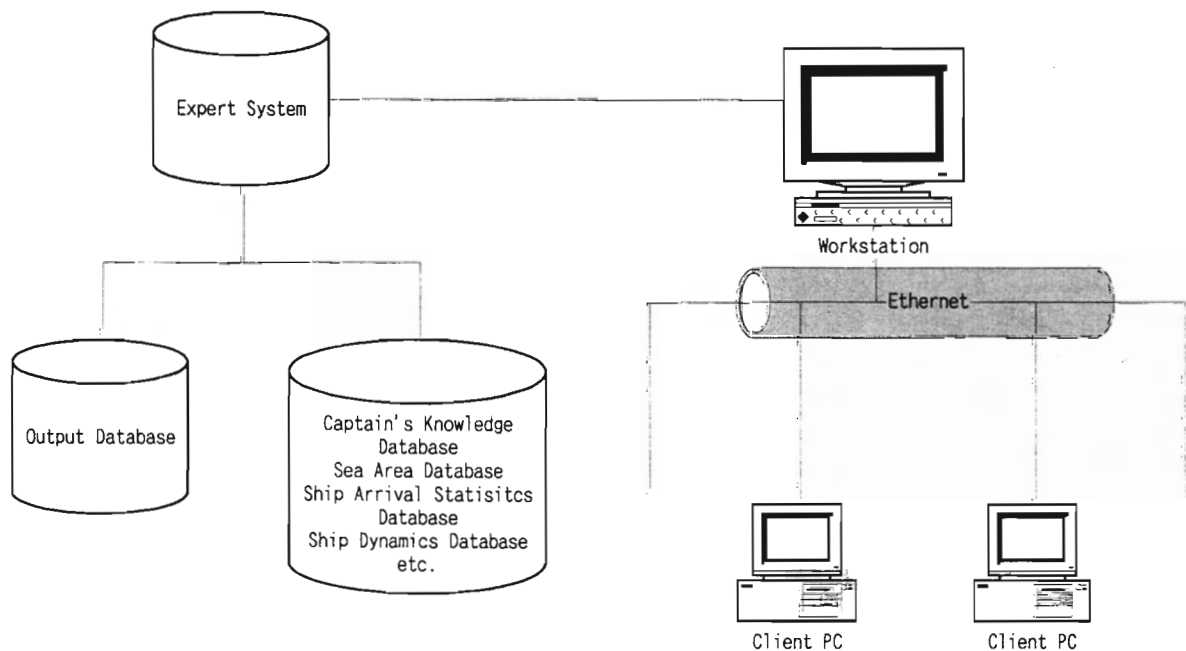 Expert System
Workstation
Ethernet
Output Database
Captain's Knowledge
Database
Sea Area Database
Ship Arrival Statisitcs
Database
Ship Dynamics Database
etc.
Client PC
Client PC